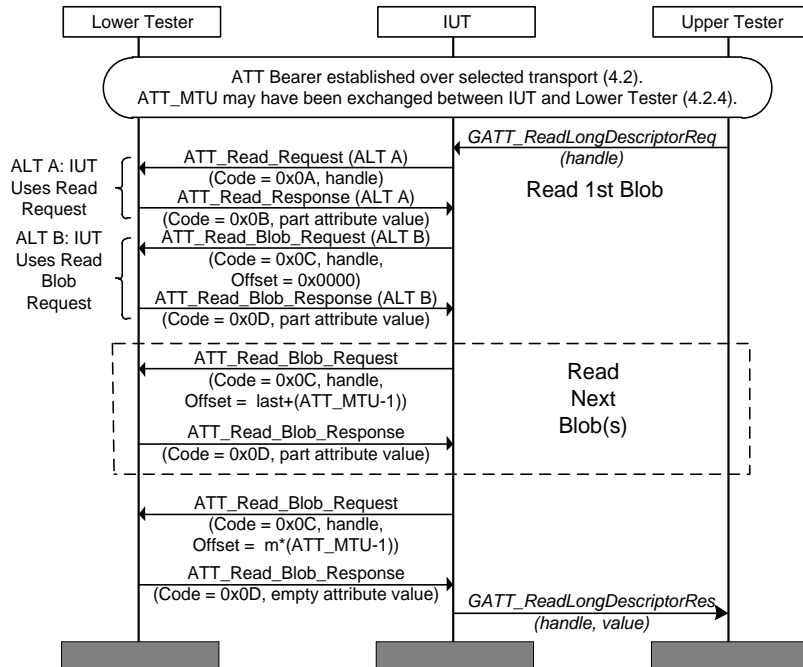 Lower Tester
IUT
Upper Tester
ATT Bearer established over selected transport (4.2).
ATT_MTU may have been exchanged between IUT and Lower Tester (4.2.4).
GATT_ReadLongDescriptorReq
(handle)
ALT A: IUT
Uses Read
Request
ATT_Read_Request (ALT A)
(Code = 0x0A, handle)
ATT_Read_Response (ALT A)
(Code = 0x0B, part attribute value)
Read 1st Blob
ALT B: IUT
Uses Read
Blob
Request
ATT_Read_Blob_Request (ALT B)
(Code = 0x0C, handle,
Offset = 0x0000)
ATT_Read_Blob_Response (ALT B)
(Code = 0x0D, part attribute value)
ATT_Read_Blob_Request
(Code = 0x0C, handle,
Offset =  last+(ATT_MTU-1))
ATT_Read_Blob_Response
(Code = 0x0D, part attribute value)
Read
Next
Blob(s)
ATT_Read_Blob_Request
(Code = 0x0C, handle,
Offset =  m*(ATT_MTU-1))
ATT_Read_Blob_Response
(Code = 0x0D, empty attribute value)
GATT_ReadLongDescriptorRes
(handle, value)